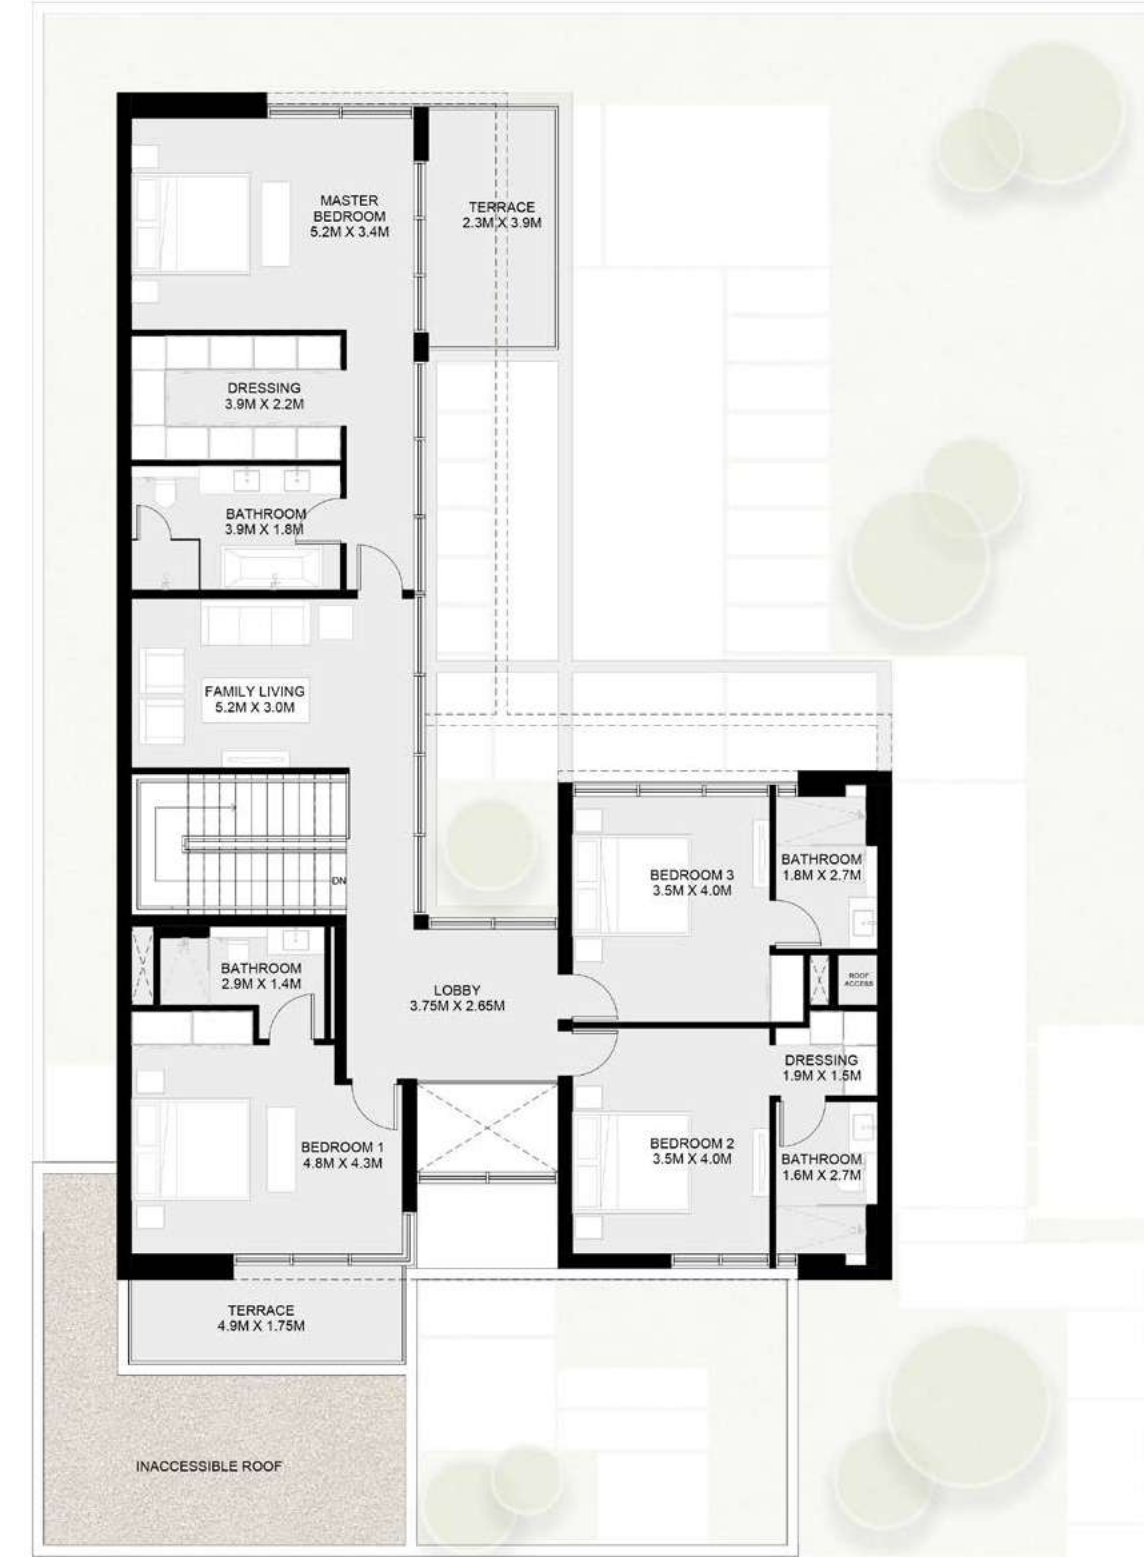 MASTER
BEDROOM
5.2M X 3.4M
TERRACE
2.3M X 3.9M
DRESSING
3.9M X 2.2M
BATHROOM
3.9M X 1.8M
FAMILY LIVING
5.2M X 3.0M
DN
BEDROOM 3
3.5M X 4.0M
BATHROOM
1.8M X 2.7M
BATHROOM
2.9M X 1.4M
LOBBY
3.75M X 2.65M
ROOF
ACCESS
DRESSING
1.9M X 1.5M
BEDROOM 1
4.8M X 4.3M
BEDROOM 2
3.5M X 4.0M
BATHROOM
1.6M X 2.7M
TERRACE
4.9M X 1.75M
INACCESSIBLE ROOF